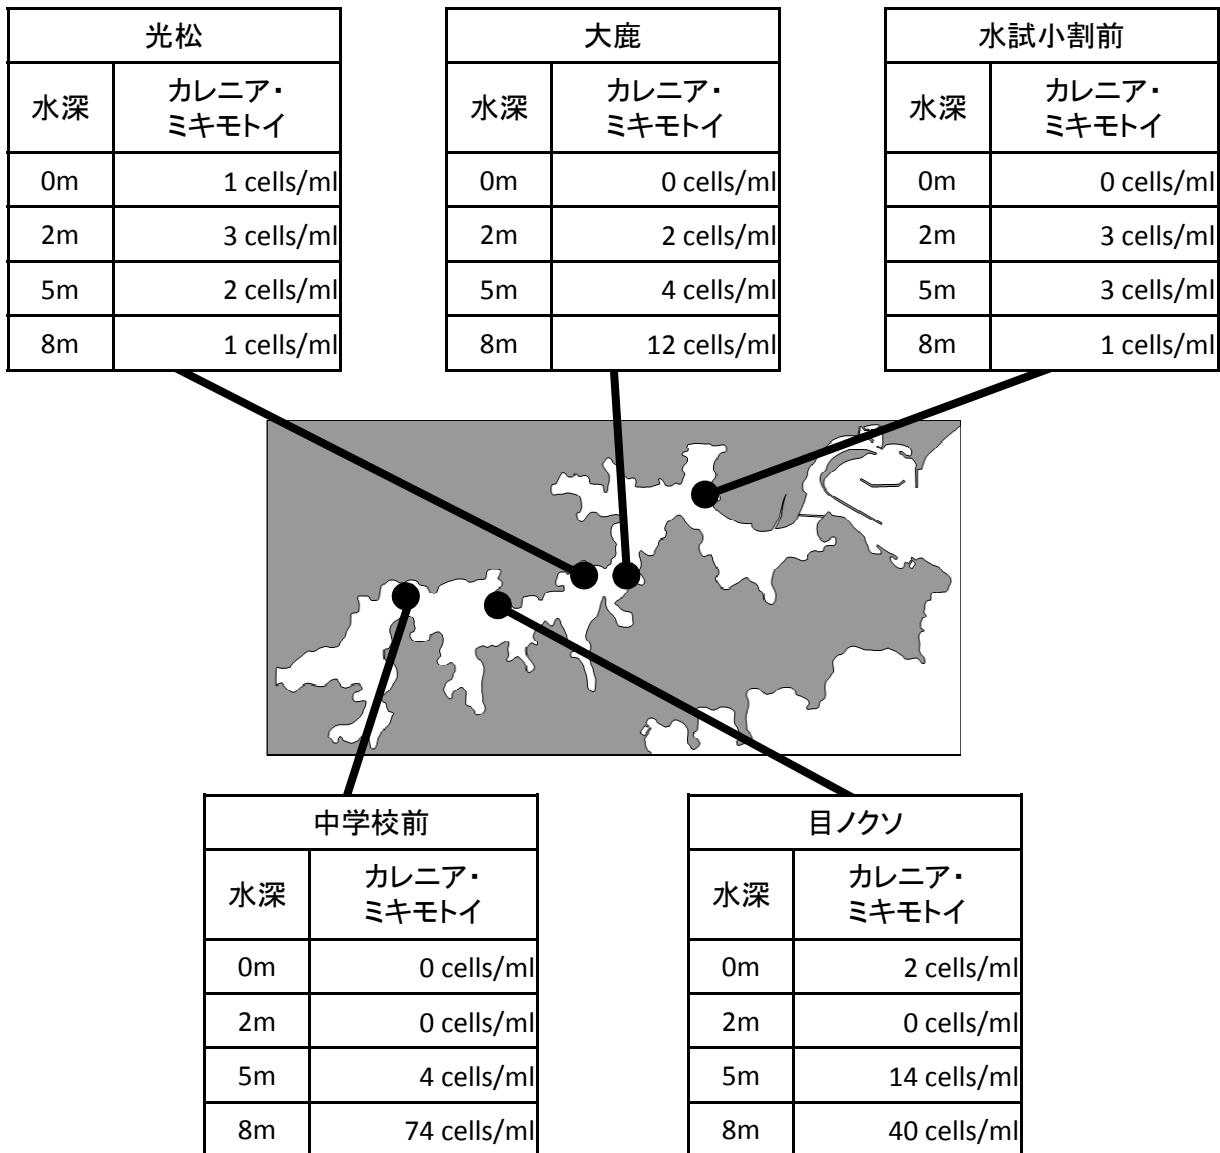 光松
水深 カレニア・
ミキモトイ
0m 1 cells/ml
2m 3 cells/ml
5m 2 cells/ml
8m 1 cells/ml
大鹿
水深 カレニア・
ミキモトイ
0m 0 cells/ml
2m 2 cells/ml
5m 4 cells/ml
8m 12 cells/ml
水試小割前
水深 カレニア・
ミキモトイ
0m 0 cells/ml
2m 3 cells/ml
5m 3 cells/ml
8m 1 cells/ml
中学校前
水深 カレニア・
ミキモトイ
0m 0 cells/ml
2m 0 cells/ml
5m 4 cells/ml
8m 74 cells/ml
目ノクソ
水深 カレニア・
ミキモトイ
0m 2 cells/ml
2m 0 cells/ml
5m 14 cells/ml
8m 40 cells/ml